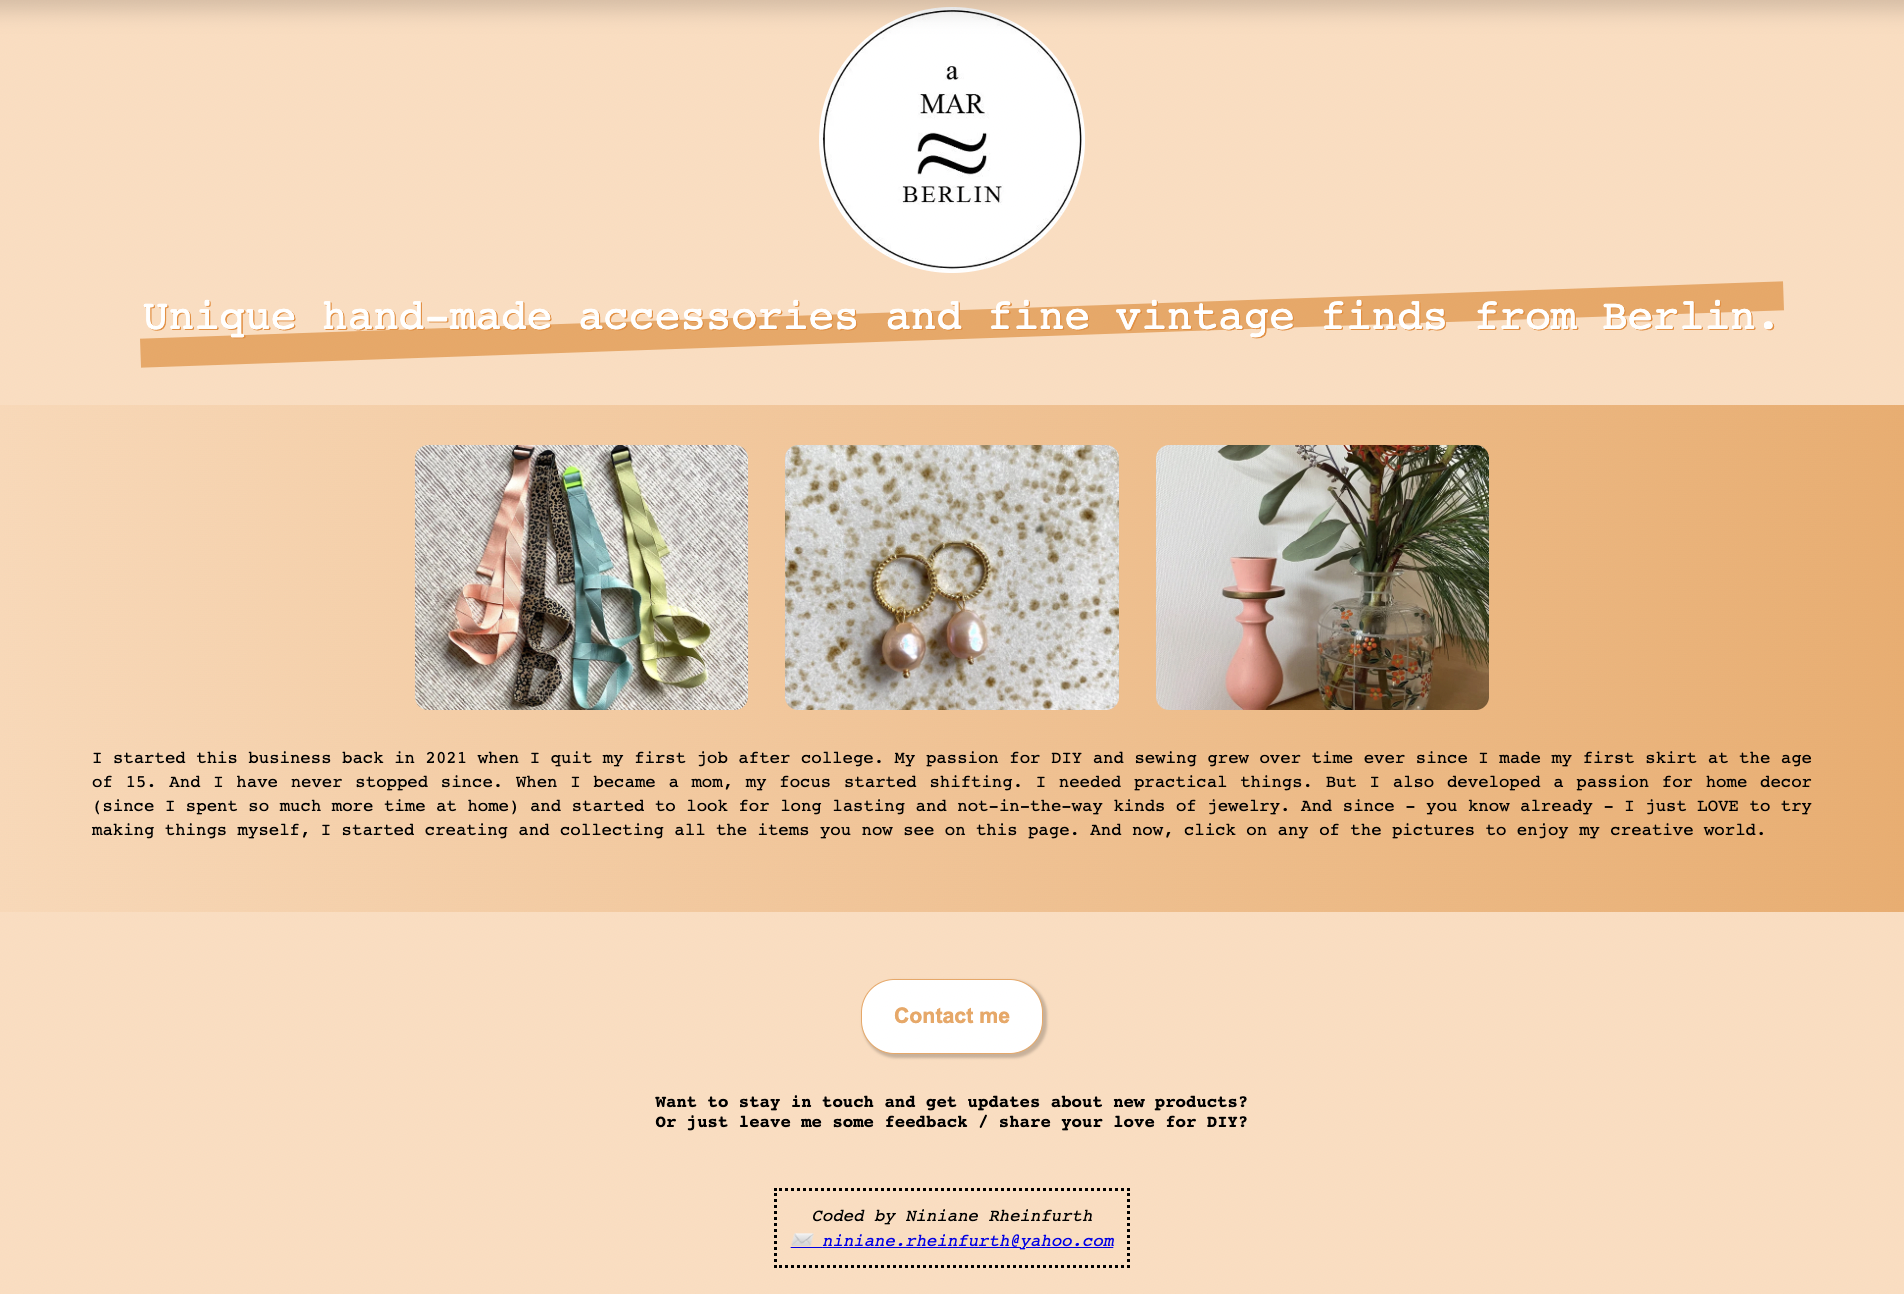 a
MAR
BERLIN
Unique hand-made accessories and fine vintage finds from Berlin.
I started this business back in 2021 when I quit my first job after college. My passion for DIY and sewing grew over time ever since I made my first skirt at the age
of 15. And I have never stopped since. When I became a mom, my focus started shifting. I needed practical things. But I also developed a passion for home decor
(since I spent so much more time at home) and started to look for long lasting and not-in-the-way kinds of jewelry. And since - you know already - I just LOVE to try
making things myself, I started creating and collecting all the items you now see on this page. And now, click on any of the pictures to enjoy my creative world.
Contact me
Want to stay in touch and get updates about new products?
Or just leave me some feedback / share your love for DIY?
Coded by Niniane Rheinfurth
niniane.rheinfurth@yahoo.com